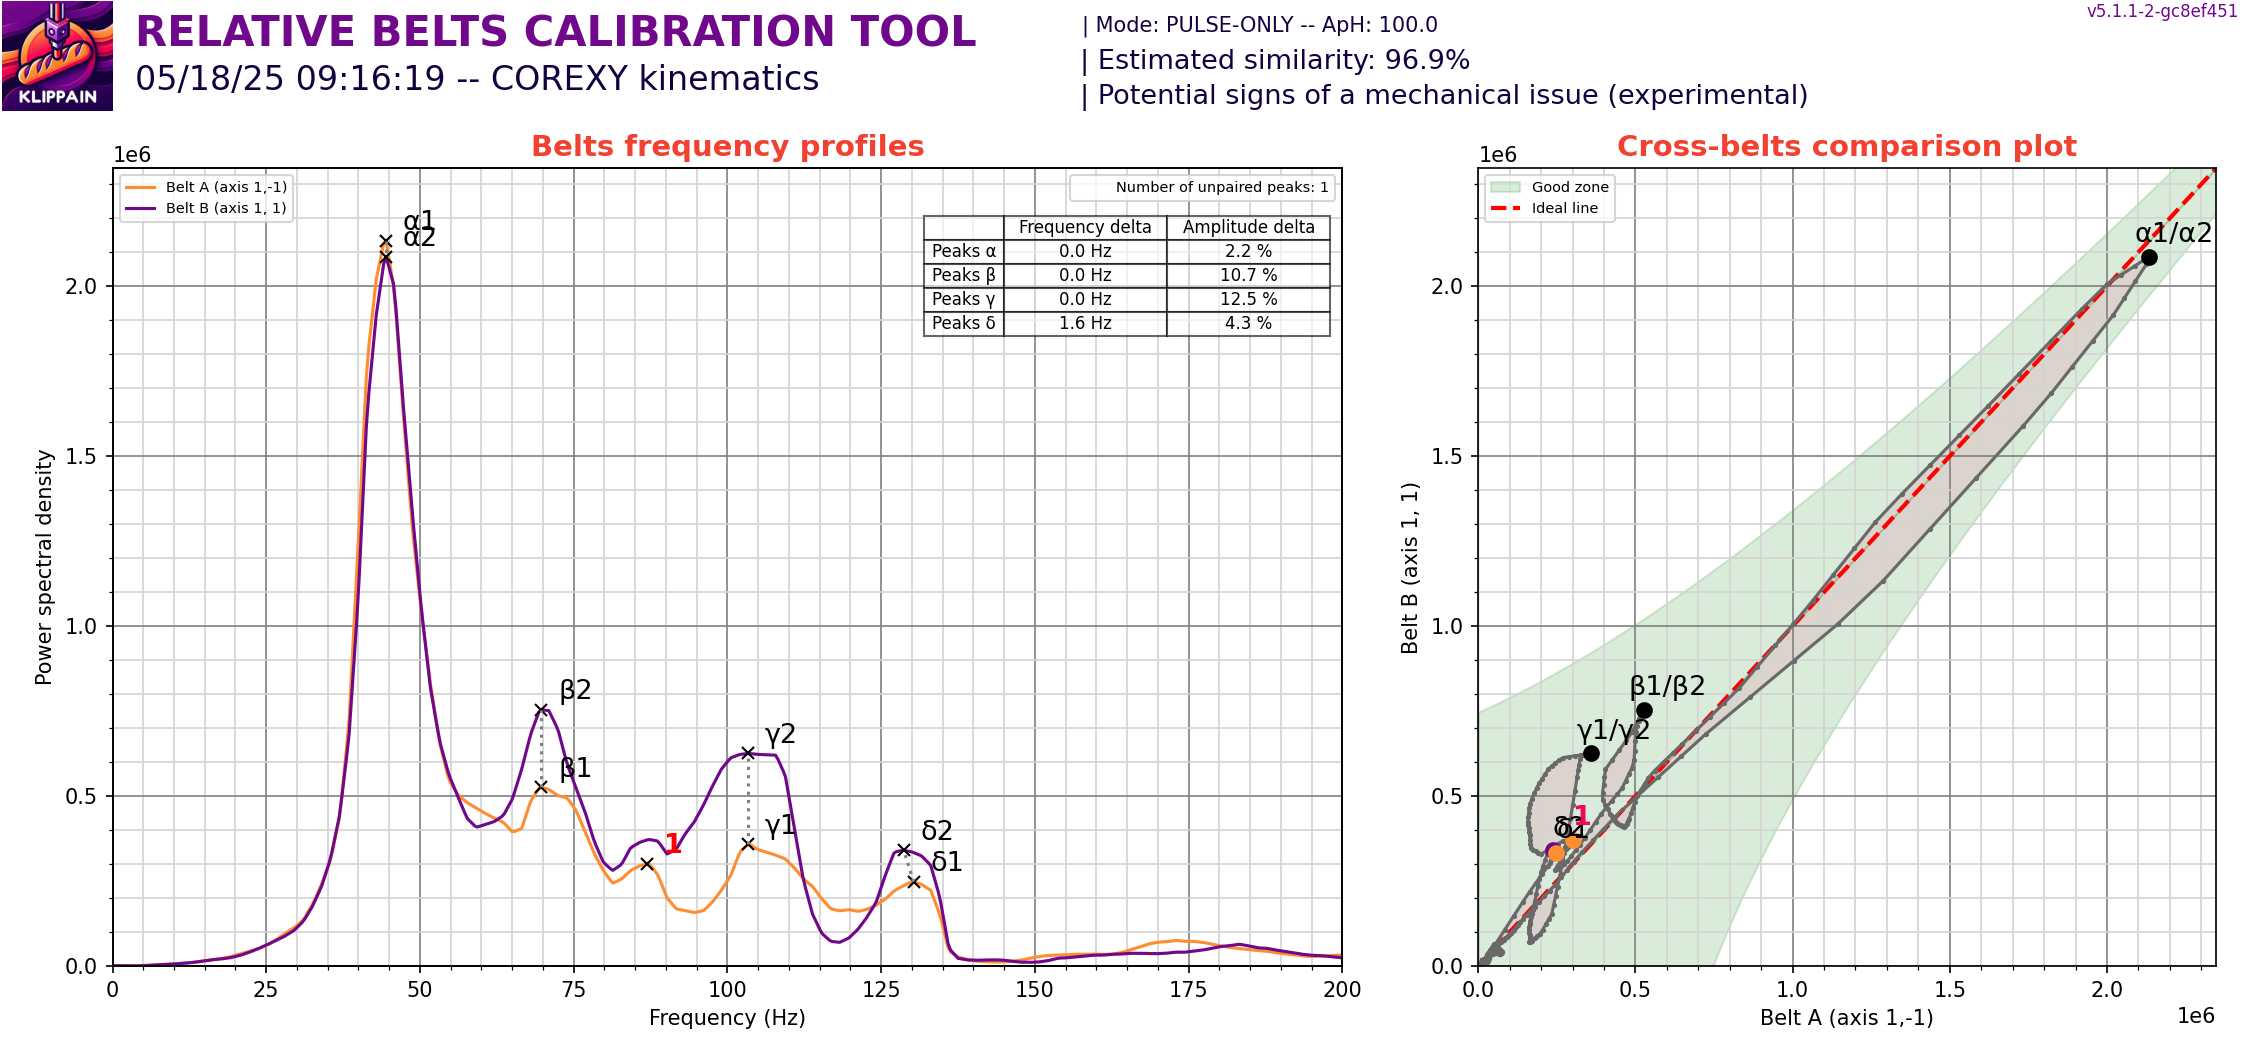 KLIPPAIN
RELATIVE BELTS CALIBRATION TOOL
05/18/25 09:16:19 -- COREXY kinematics
| Mode: PULSE-ONLY -- ApH: 100.0
| Estimated similarity: 96.9%
| Potential signs of a mechanical issue (experimental)
v5.1.1-2-gc8ef451
Belts frequency profiles
1e6
Belt A (axis 1,-1)
Belt B (axis 1, 1)
Number of unpaired peaks: 1
Frequency delta Amplitude delta
Peaks α 0.0 Hz 2.2 %
Peaks β 0.0 Hz 10.7 %
Peaks γ 0.0 Hz 12.5 %
Peaks δ 1.6 Hz 4.3 %
α1
α2
β2
β1
γ2
γ1
1
δ2
δ1
2.0
1.5
1.0
0.5
0.0
Power spectral density
0 25 50 75 100 125 150 175 200
Frequency (Hz)
Cross-belts comparison plot
1e6
Good zone
Ideal line
α1/α2
β1/β2
γ1/γ2
1
δ2
δ1
2.0
1.5
1.0
0.5
0.0
Belt B (axis 1, 1)
0.0 0.5 1.0 1.5 2.0
Belt A (axis 1,-1)
1e6